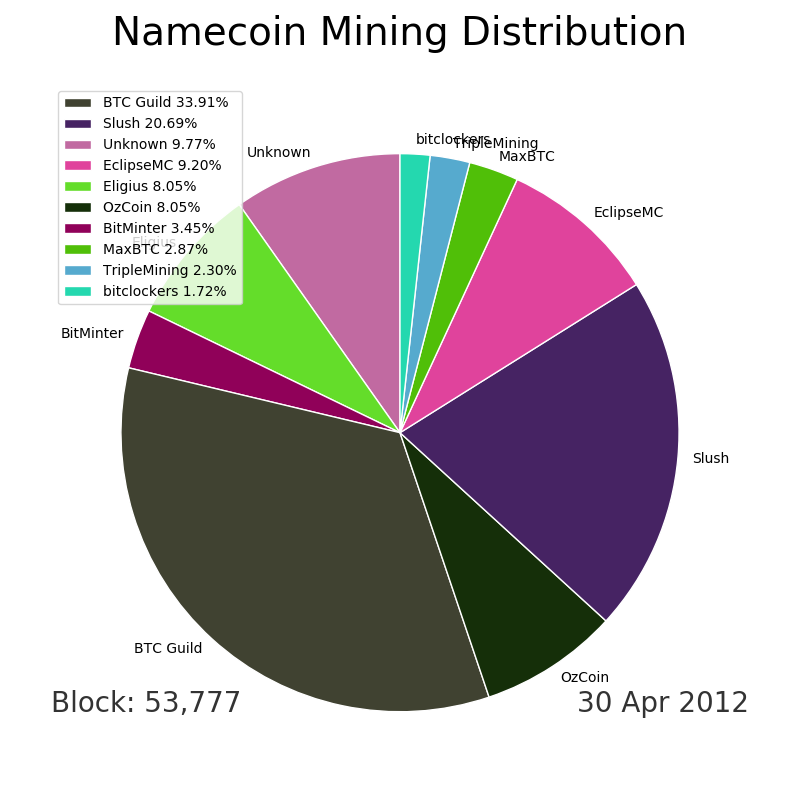 Namecoin Mining Distribution
BTC Guild 33.91%
Slush 20.69%
Unknown 9.77%
EclipseMC 9.20%
Eligius 8.05%
OzCoin 8.05%
BitMinter 3.45%
MaxBTC 2.87%
TripleMining 2.30%
bitclockers 1.72%
bitclockers
TripleMining
MaxBTC
Unknown
EclipseMC
Eligius
BitMinter
Slush
BTC Guild
OzCoin
Block: 53,777
30 Apr 2012